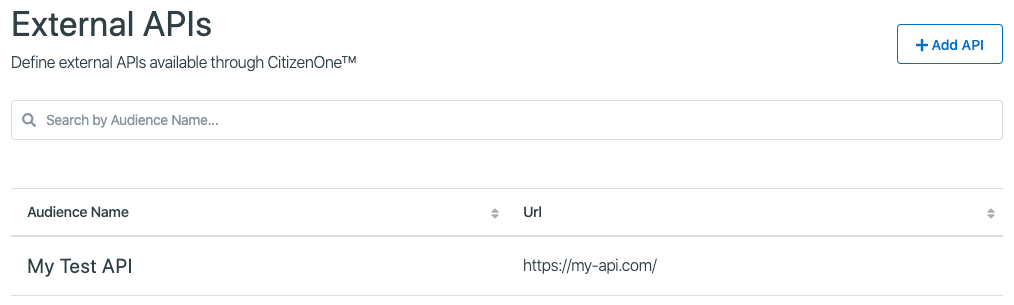 External APIs
+ Add API
Define external APIs available through CitizenOne™
Search by Audience Name...
Audience Name Url
My Test API https://my-api.com/